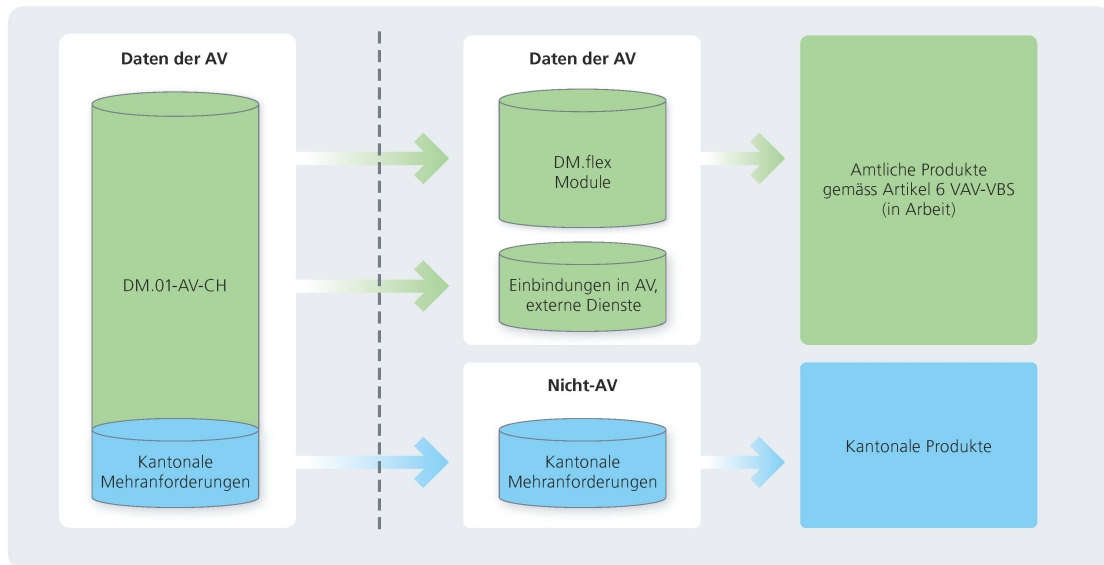 Daten der AV
DM.01-AV-CH
Kantonale
Mehranforderungen
Daten der AV
DM.flex
Module
Einbindungen in AV,
externe Dienste
Nicht-AV
Kantonale
Mehranforderungen
Amtliche Produkte
gemäss Artikel 6 VAV-VBS
(in Arbeit)
Kantonale Produkte